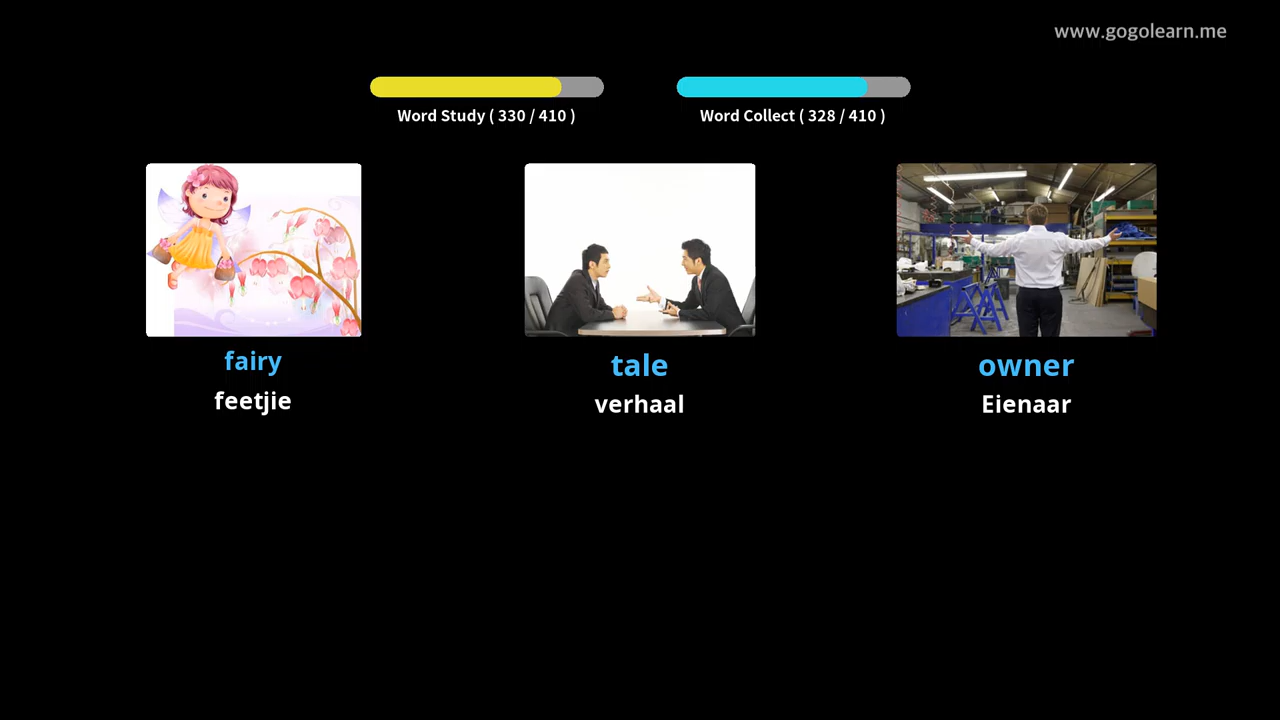 www.gogolearn.me
Word Study ( 330 / 410 )
Word Collect ( 328 / 410 )
fairy
feetjie
tale
verhaal
owner
Eienaar